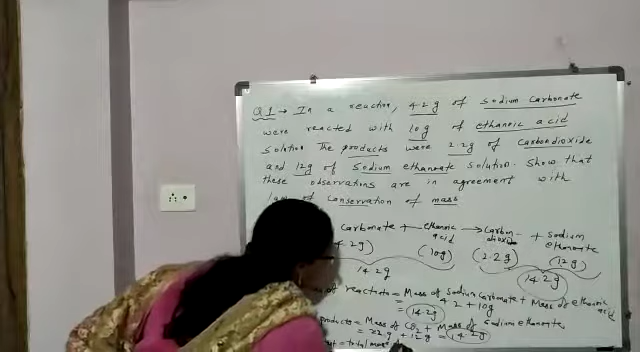 Q1 → In a reaction, 4.2g of sodium carbonate
were reacted with 10g of ethanoic acid
solution The products were 2.2g of carbondioxide
and 12g of Sodium ethanoate solution. Show that
these observations are in agreement with
law of conservation of mass
Carbonate + ethanoic acid → Carbon dioxide + Sodium ethanoate
(10g) (2.2g) (12g)
14.2g 14.2g
of reactants = Mass of Sodium carbonate + Mass of ethanoic acid
= 4.2 + 10g
= 14.2g
products = Mass of CO2 + Mass of sodium ethanoate
= 2.2g + 12g = 14.2g
= total mass